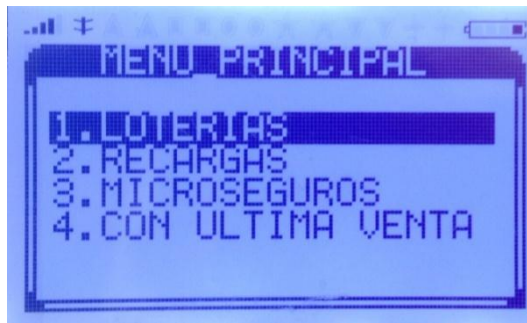 MENU PRINCIPAL
1.LOTERIAS
2.RECARGAS
3.MICROSEGUROS
4.CON ULTIMA VENTA